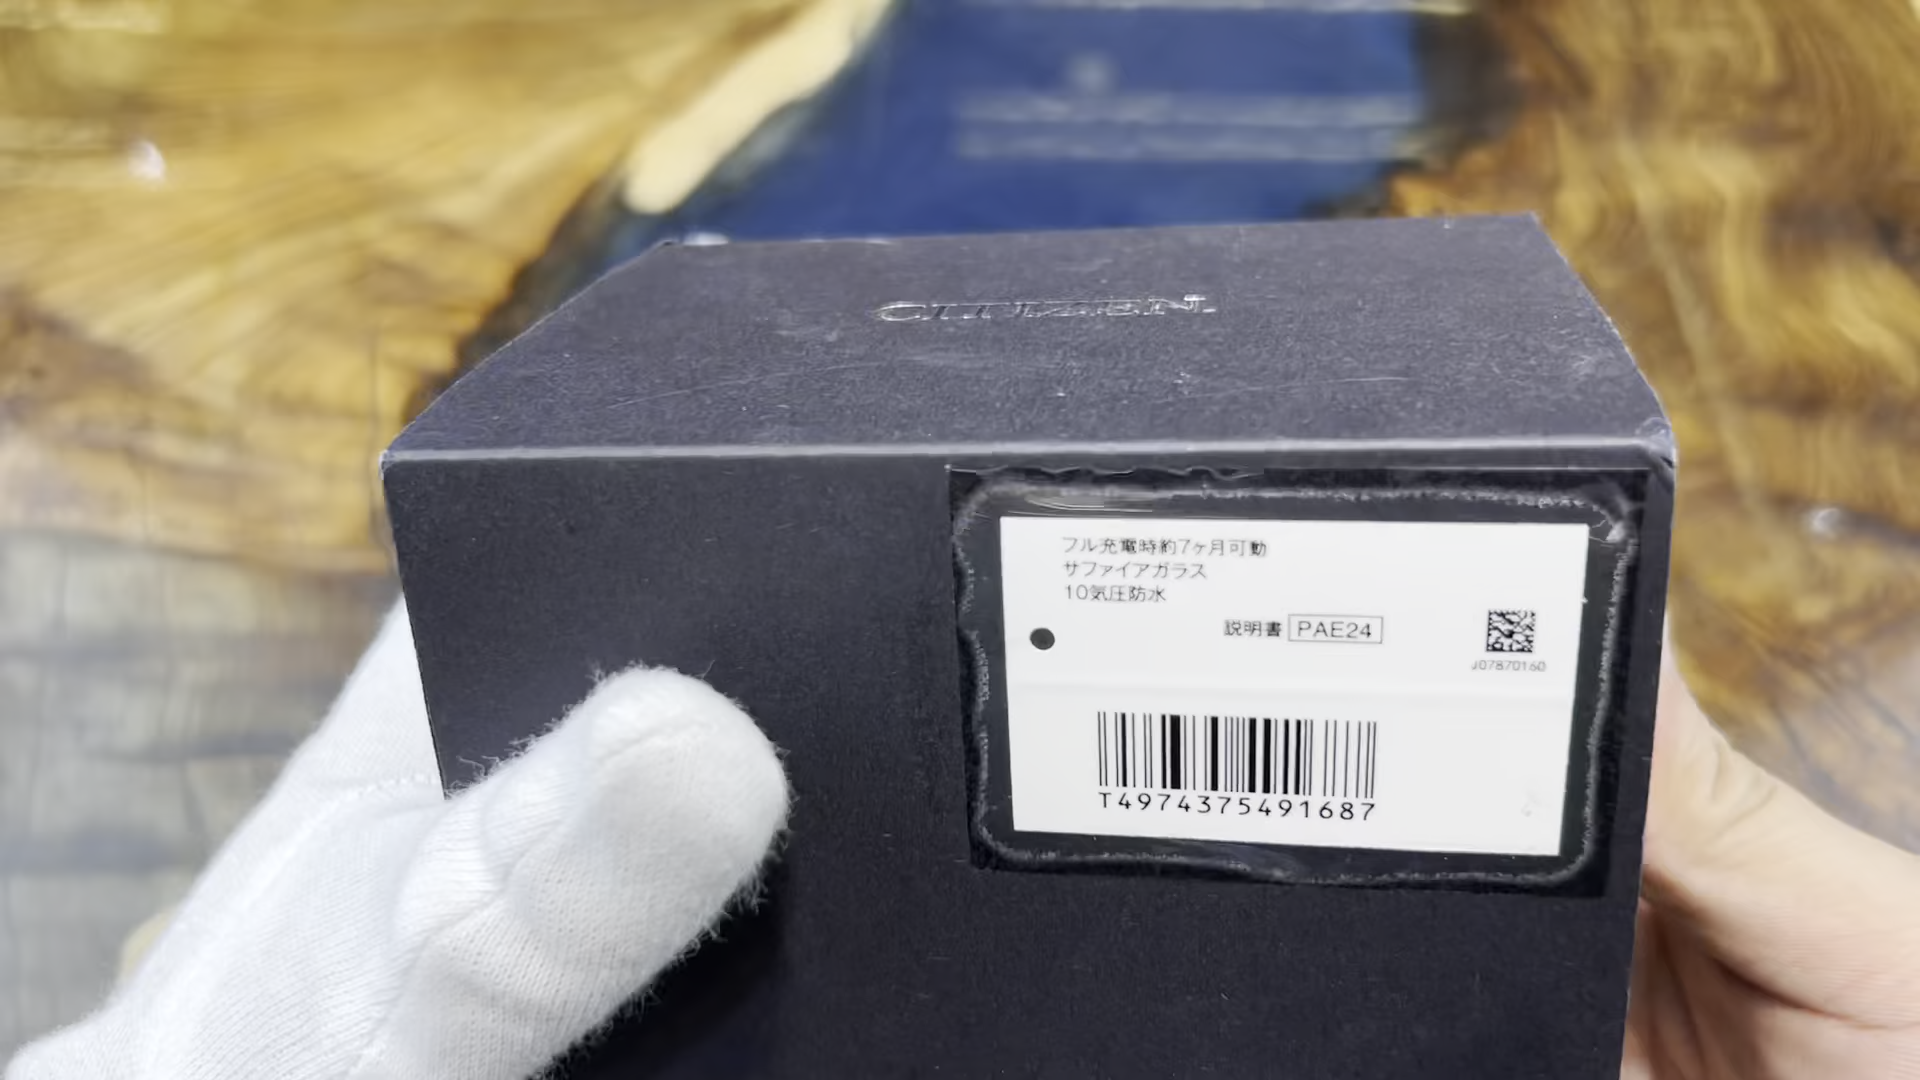 CITIZEN
フル充電時約7ヶ月可動
サファイアガラス
10気圧防水
説明書 PAE24
J07870160
T4974375491687